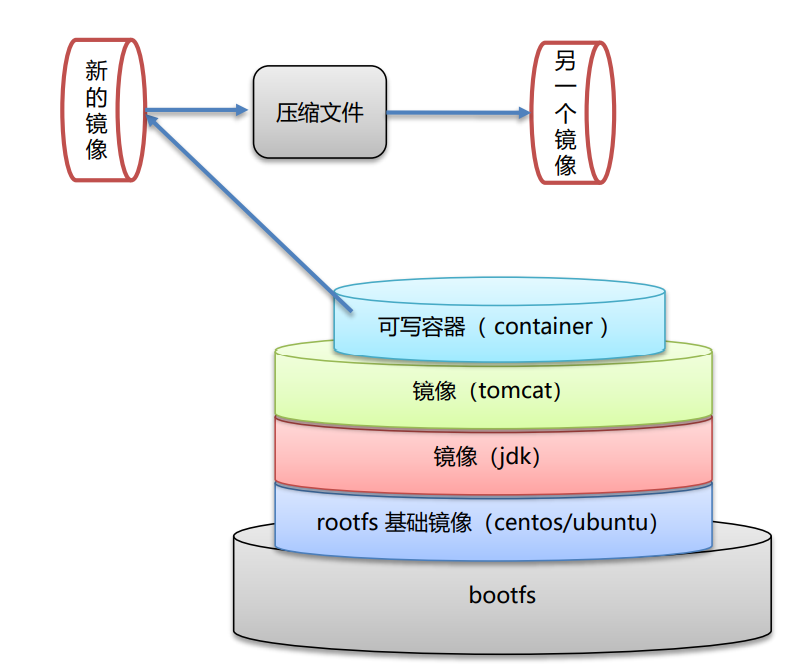 新的镜像
压缩文件
另一个镜像
可写容器（ container ）
镜像（tomcat）
镜像（jdk）
rootfs 基础镜像（centos/ubuntu）
bootfs